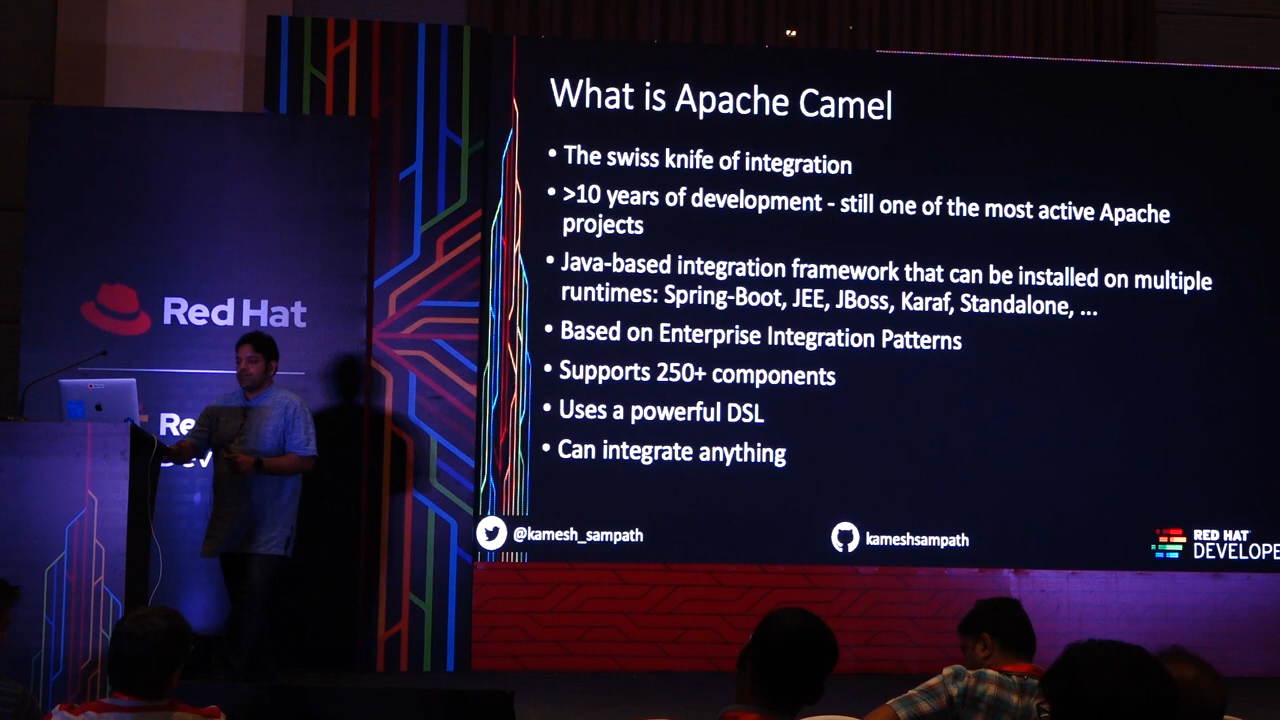 What is Apache Camel
• The swiss knife of integration
• >10 years of development - still one of the most active Apache
projects
• Java-based integration framework that can be installed on multiple
runtimes: Spring-Boot, JEE, JBoss, Karaf, Standalone, ...
• Based on Enterprise Integration Patterns
• Supports 250+ components
• Uses a powerful DSL
• Can integrate anything
@kamesh_sampath
kameshsampath
RED HAT
DEVELOPE
Red Hat
Re